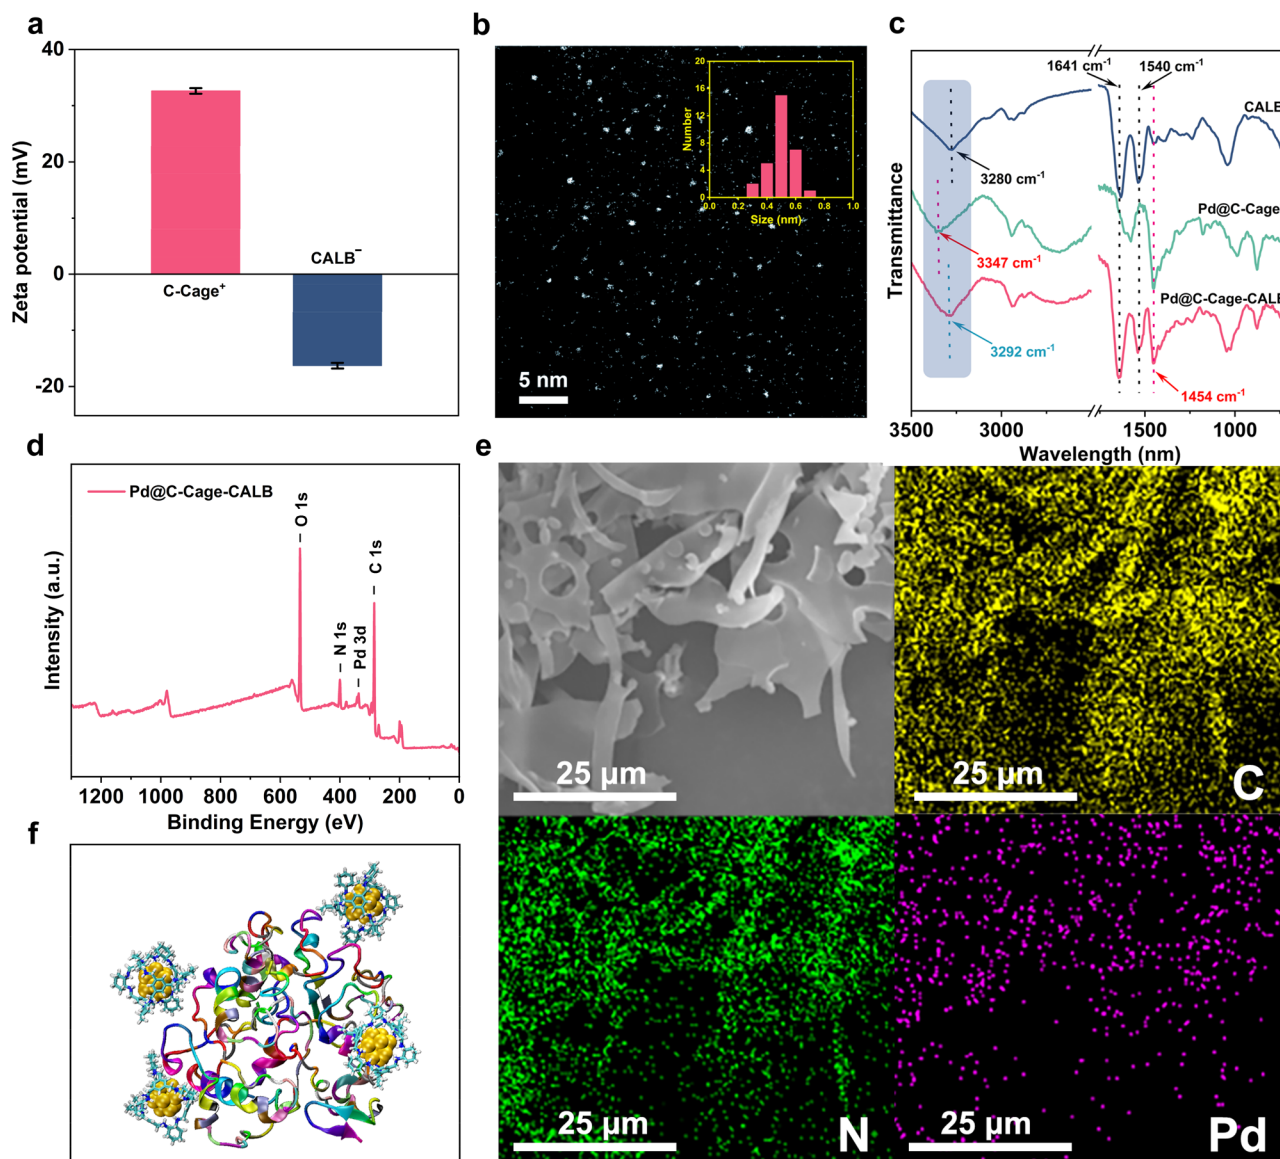 a
40
20
0
-20
Zeta potential (mV)
C-Cage⁺
CALB⁻
b
20
16
12
8
4
0
Number
0.0 0.2 0.4 0.6 0.8 1.0
Size (nm)
5 nm
c
1641 cm⁻¹
1540 cm⁻¹
CALB
3280 cm⁻¹
Pd@C-Cage
3347 cm⁻¹
Pd@C-Cage-CALB
3292 cm⁻¹
1454 cm⁻¹
Transmittance
3500 3000 1500 1000
Wavelength (nm)
d
Pd@C-Cage-CALB
O 1s
N 1s
Pd 3d
C 1s
Intensity (a.u.)
1200 1000 800 600 400 200 0
Binding Energy (eV)
e
25 μm
25 μm
C
25 μm
N
25 μm
Pd
f